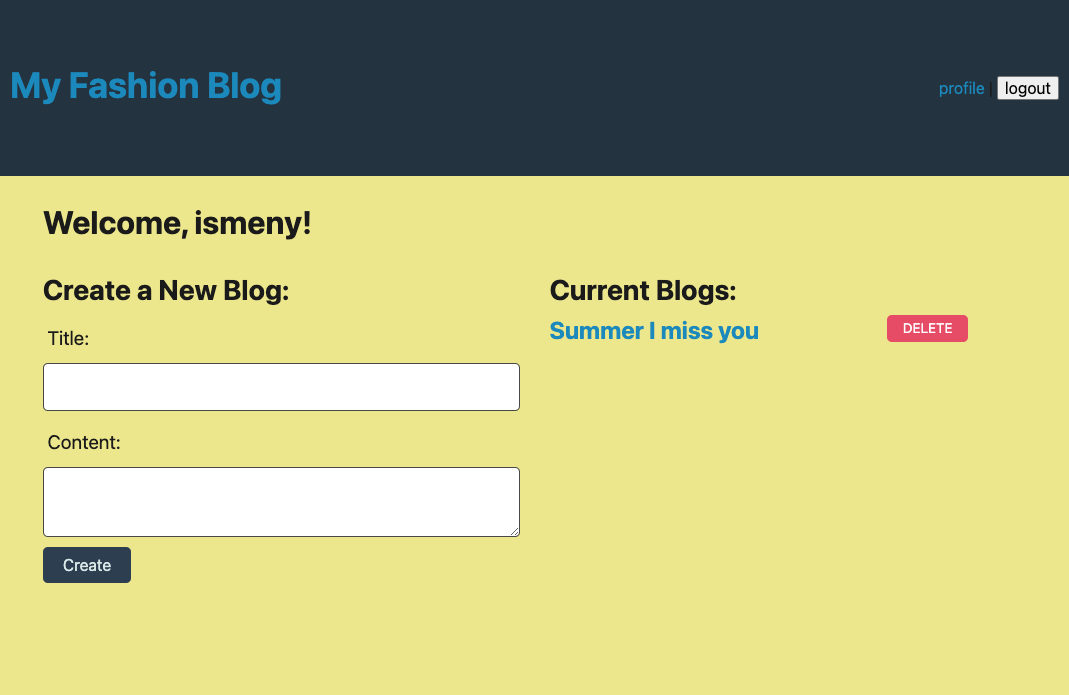 My Fashion Blog
profile | logout
Welcome, ismeny!
Create a New Blog:
Title:
Content:
Create
Current Blogs:
Summer I miss you
DELETE